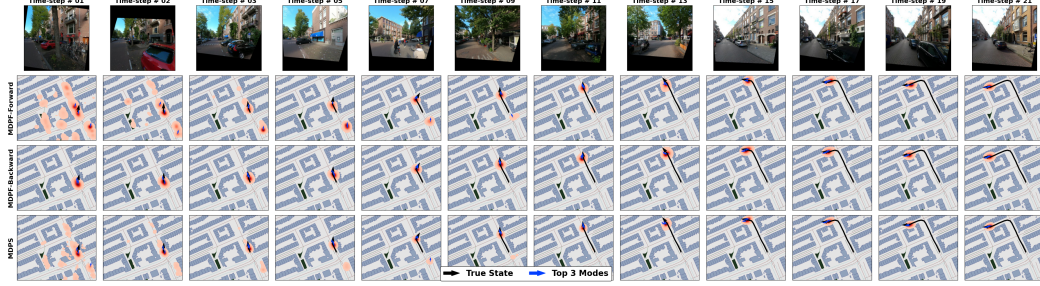 Time-step # 01 Time-step # 02 Time-step # 03 Time-step # 05 Time-step # 07 Time-step # 09 Time-step # 11 Time-step # 13 Time-step # 15 Time-step # 17 Time-step # 19 Time-step # 21
MDPF-Forward
MDPF-Backward
MDPS
True State Top 3 Modes